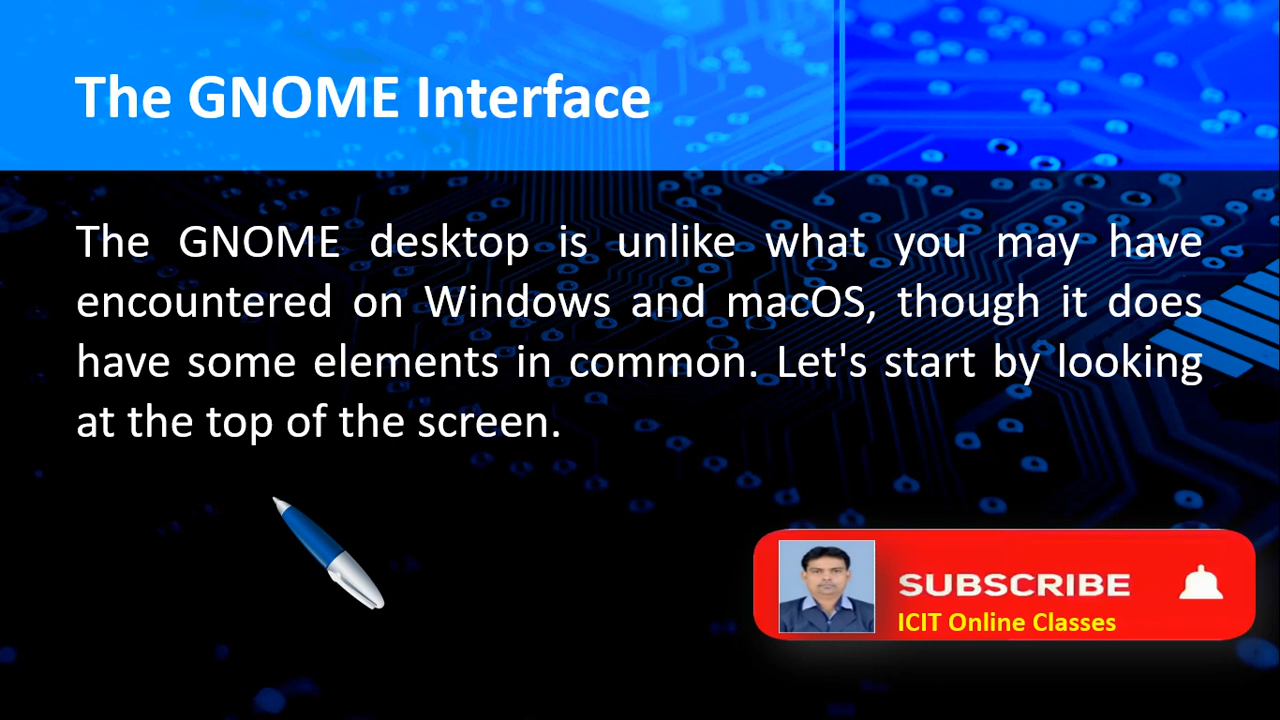 The GNOME Interface
The GNOME desktop is unlike what you may have
encountered on Windows and macOS, though it does
have some elements in common. Let's start by looking
at the top of the screen.
SUBSCRIBE
ICIT Online Classes